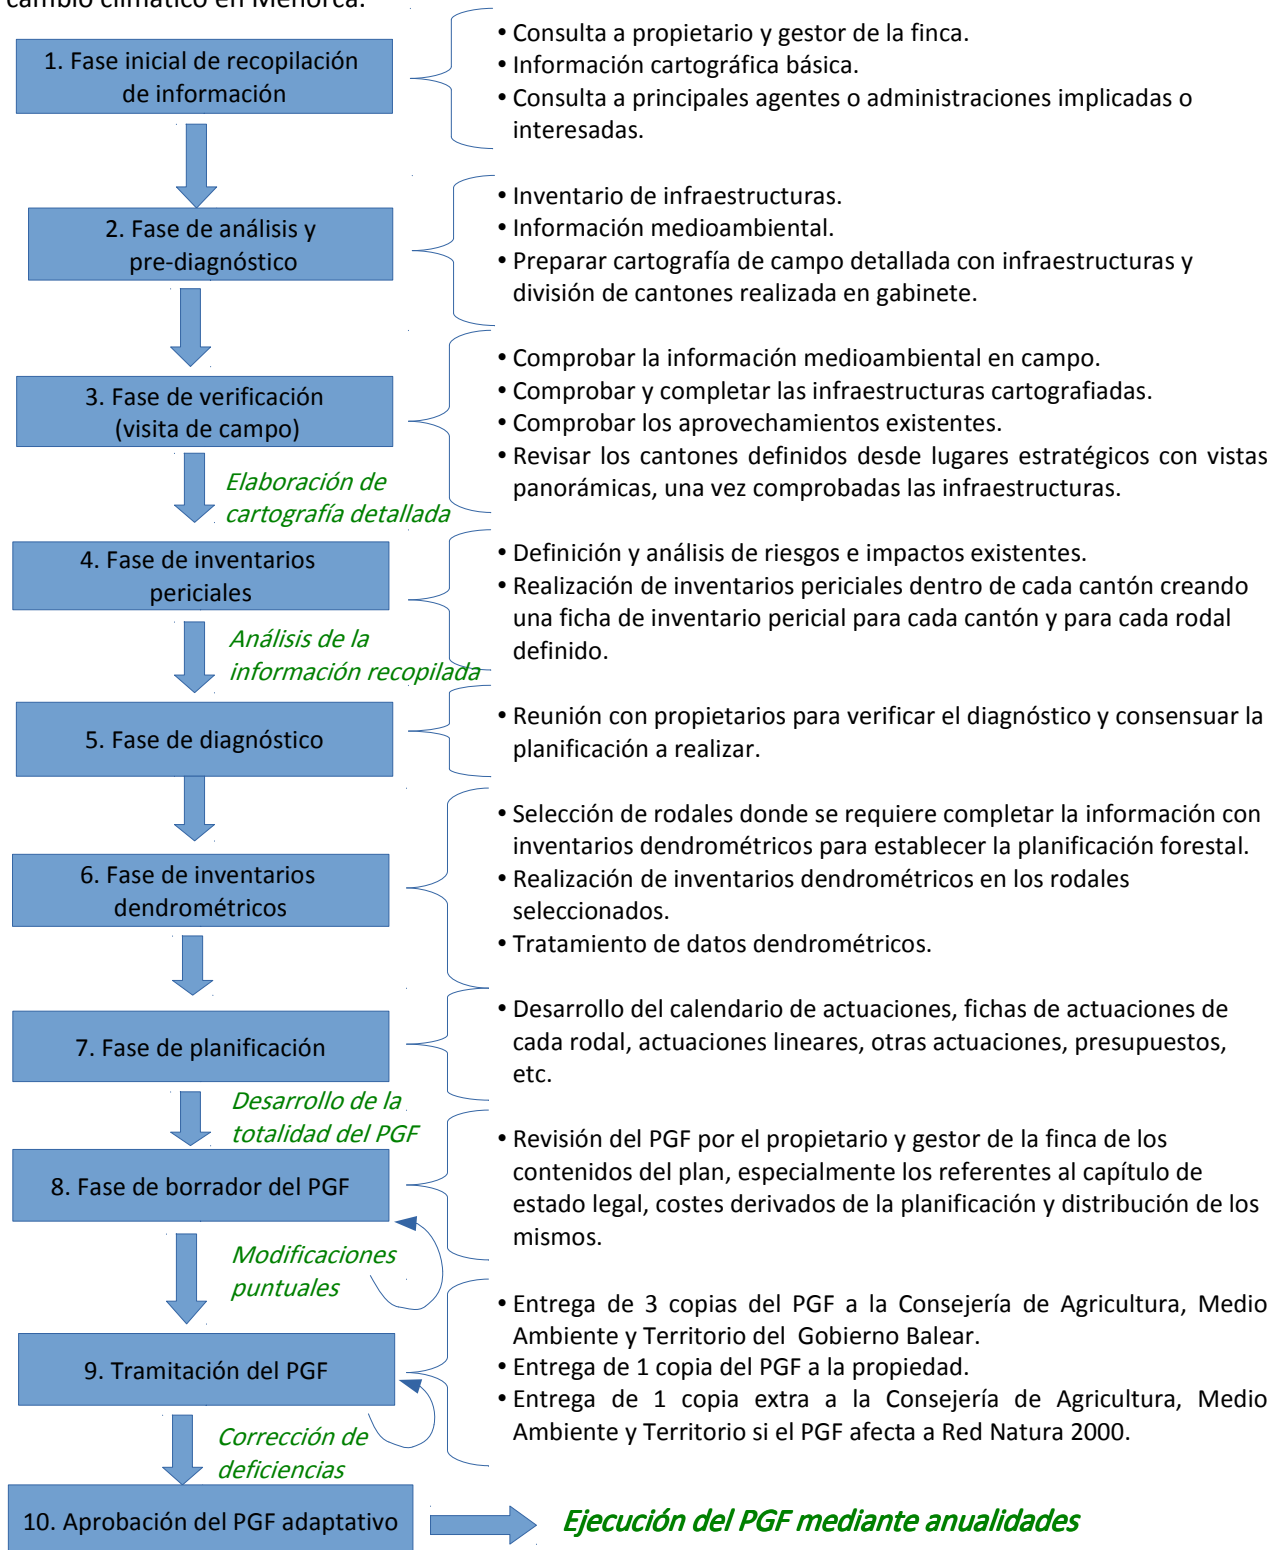 cambio climático en Menorca.
1. Fase inicial de recopilación
de información
• Consulta a propietario y gestor de la finca.
• Información cartográfica básica.
• Consulta a principales agentes o administraciones implicadas o
interesadas.
2. Fase de análisis y
pre-diagnóstico
• Inventario de infraestructuras.
• Información medioambiental.
• Preparar cartografía de campo detallada con infraestructuras y
división de cantones realizada en gabinete.
3. Fase de verificación
(visita de campo)
• Comprobar la información medioambiental en campo.
• Comprobar y completar las infraestructuras cartografiadas.
• Comprobar los aprovechamientos existentes.
• Revisar los cantones definidos desde lugares estratégicos con vistas
panorámicas, una vez comprobadas las infraestructuras.
Elaboración de
cartografía detallada
4. Fase de inventarios
periciales
• Definición y análisis de riesgos e impactos existentes.
• Realización de inventarios periciales dentro de cada cantón creando
una ficha de inventario pericial para cada cantón y para cada rodal
definido.
Análisis de la
información recopilada
5. Fase de diagnóstico
• Reunión con propietarios para verificar el diagnóstico y consensuar la
planificación a realizar.
6. Fase de inventarios
dendrométricos
• Selección de rodales donde se requiere completar la información con
inventarios dendrométricos para establecer la planificación forestal.
• Realización de inventarios dendrométricos en los rodales
seleccionados.
• Tratamiento de datos dendrométricos.
7. Fase de planificación
• Desarrollo del calendario de actuaciones, fichas de actuaciones de
cada rodal, actuaciones lineares, otras actuaciones, presupuestos,
etc.
Desarrollo de la
totalidad del PGF
8. Fase de borrador del PGF
• Revisión del PGF por el propietario y gestor de la finca de los
contenidos del plan, especialmente los referentes al capítulo de
estado legal, costes derivados de la planificación y distribución de los
mismos.
Modificaciones
puntuales
9. Tramitación del PGF
• Entrega de 3 copias del PGF a la Consejería de Agricultura, Medio
Ambiente y Territorio del Gobierno Balear.
• Entrega de 1 copia del PGF a la propiedad.
• Entrega de 1 copia extra a la Consejería de Agricultura, Medio
Ambiente y Territorio si el PGF afecta a Red Natura 2000.
Corrección de
deficiencias
10. Aprobación del PGF adaptativo
Ejecución del PGF mediante anualidades